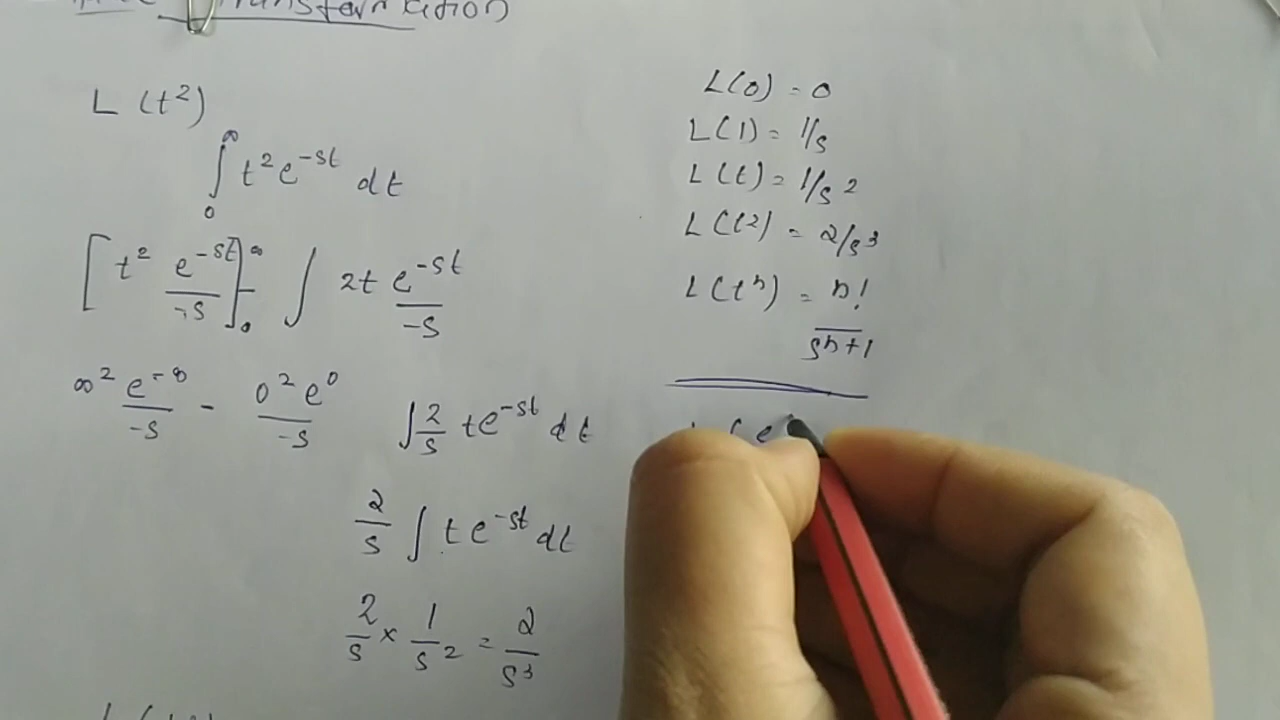 Transformation
L (t²)
∫₀^∞ t² e^-st dt
[t² e^-st/-s]₀^∞ - ∫ 2t e^-st/-s
∞² e^-∞/-s - 0² e⁰/-s ∫ 2/s t e^-st dt
2/s ∫ t e^-st dt
2/s × 1/s² = 2/s³
L(0) = 0
L(1) = 1/s
L(t) = 1/s²
L(t²) = 2/s³
L(tⁿ) = n!/sⁿ⁺¹
L(e